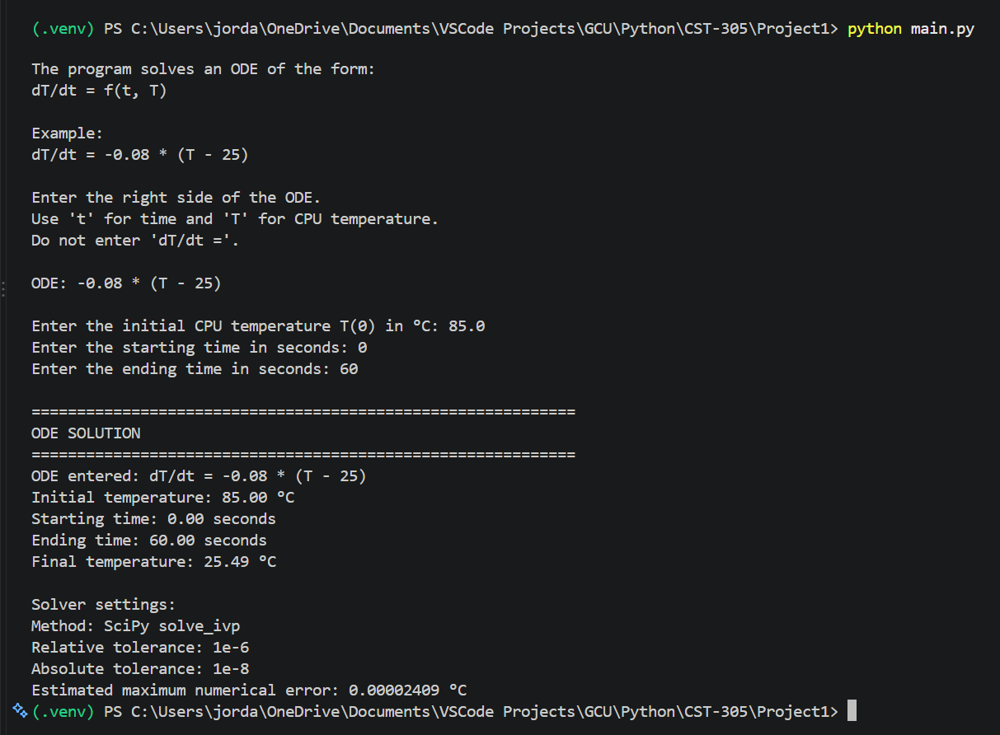 (.venv) PS C:\Users\jorda\OneDrive\Documents\VSCode Projects\GCU\Python\CST-305\Project1> python main.py
The program solves an ODE of the form:
dT/dt = f(t, T)
Example:
dT/dt = -0.08 * (T - 25)
Enter the right side of the ODE.
Use 't' for time and 'T' for CPU temperature.
Do not enter 'dT/dt ='.
ODE: -0.08 * (T - 25)
Enter the initial CPU temperature T(0) in °C: 85.0
Enter the starting time in seconds: 0
Enter the ending time in seconds: 60
============================================================
ODE SOLUTION
============================================================
ODE entered: dT/dt = -0.08 * (T - 25)
Initial temperature: 85.00 °C
Starting time: 0.00 seconds
Ending time: 60.00 seconds
Final temperature: 25.49 °C
Solver settings:
Method: SciPy solve_ivp
Relative tolerance: 1e-6
Absolute tolerance: 1e-8
Estimated maximum numerical error: 0.00002409 °C
(.venv) PS C:\Users\jorda\OneDrive\Documents\VSCode Projects\GCU\Python\CST-305\Project1>